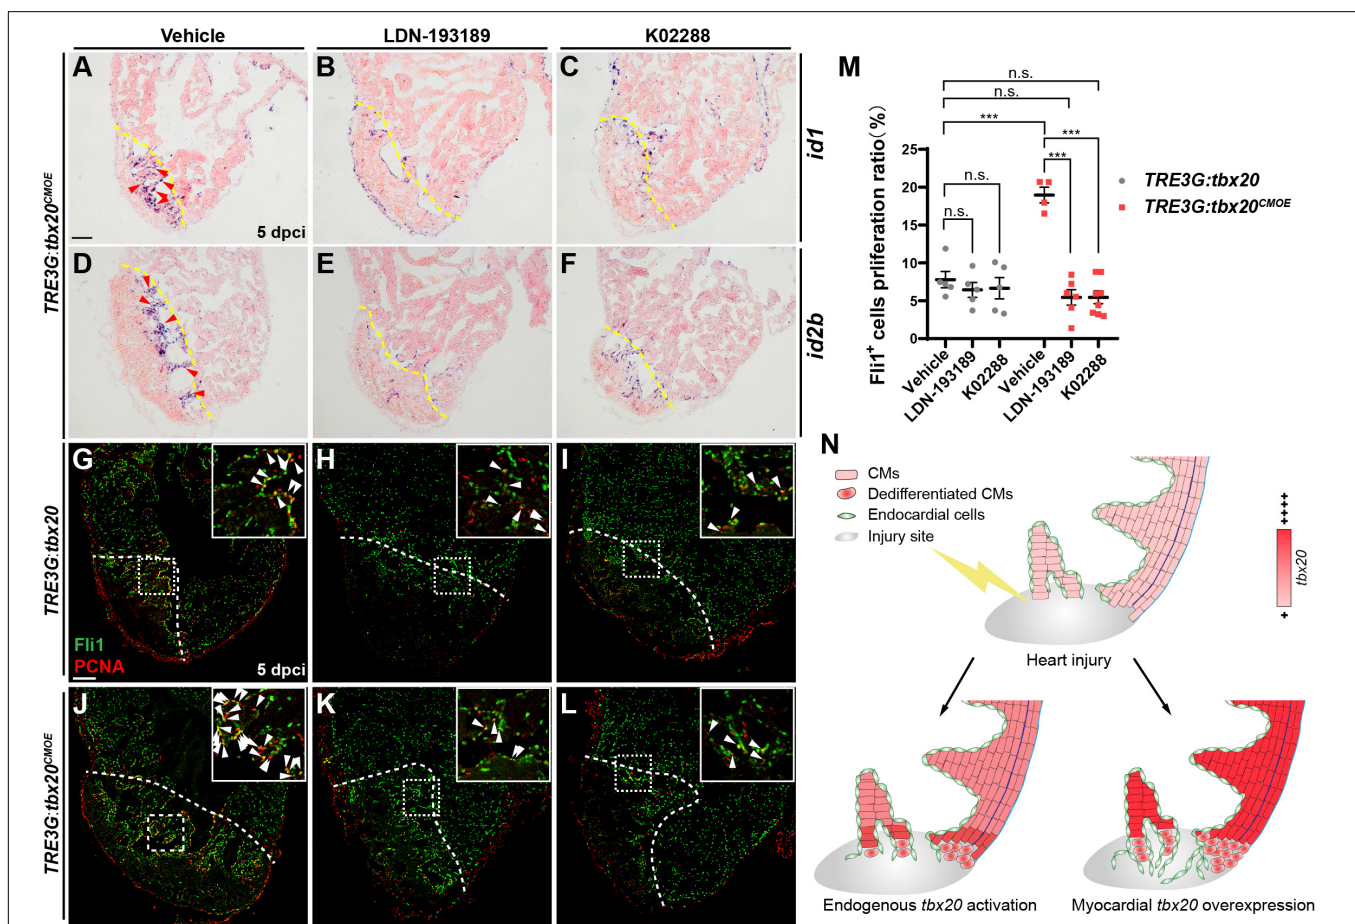 Vehicle LDN-193189 K02288
A B C
TRE3G:tbx20CMOE
id1
5 dpci
D E F
id2b
G H I
TRE3G:tbx20
Fli1
PCNA
5 dpci
J K L
TRE3G:tbx20CMOE
M
n.s.
n.s.
***
***
***
n.s.
n.s.
Fli1+ cells prliferation ratio(%)
25
20
15
10
5
0
Vehicle
LDN-193189
K02288
Vehicle
LDN-193189
K02288
TRE3G:tbx20
TRE3G:tbx20CMOE
N
CMs
Dedifferentiated CMs
Endocardial cells
Injury site
++++
tbx20
+
Heart injury
Endogenous tbx20 activation
Myocardial tbx20 overexpression